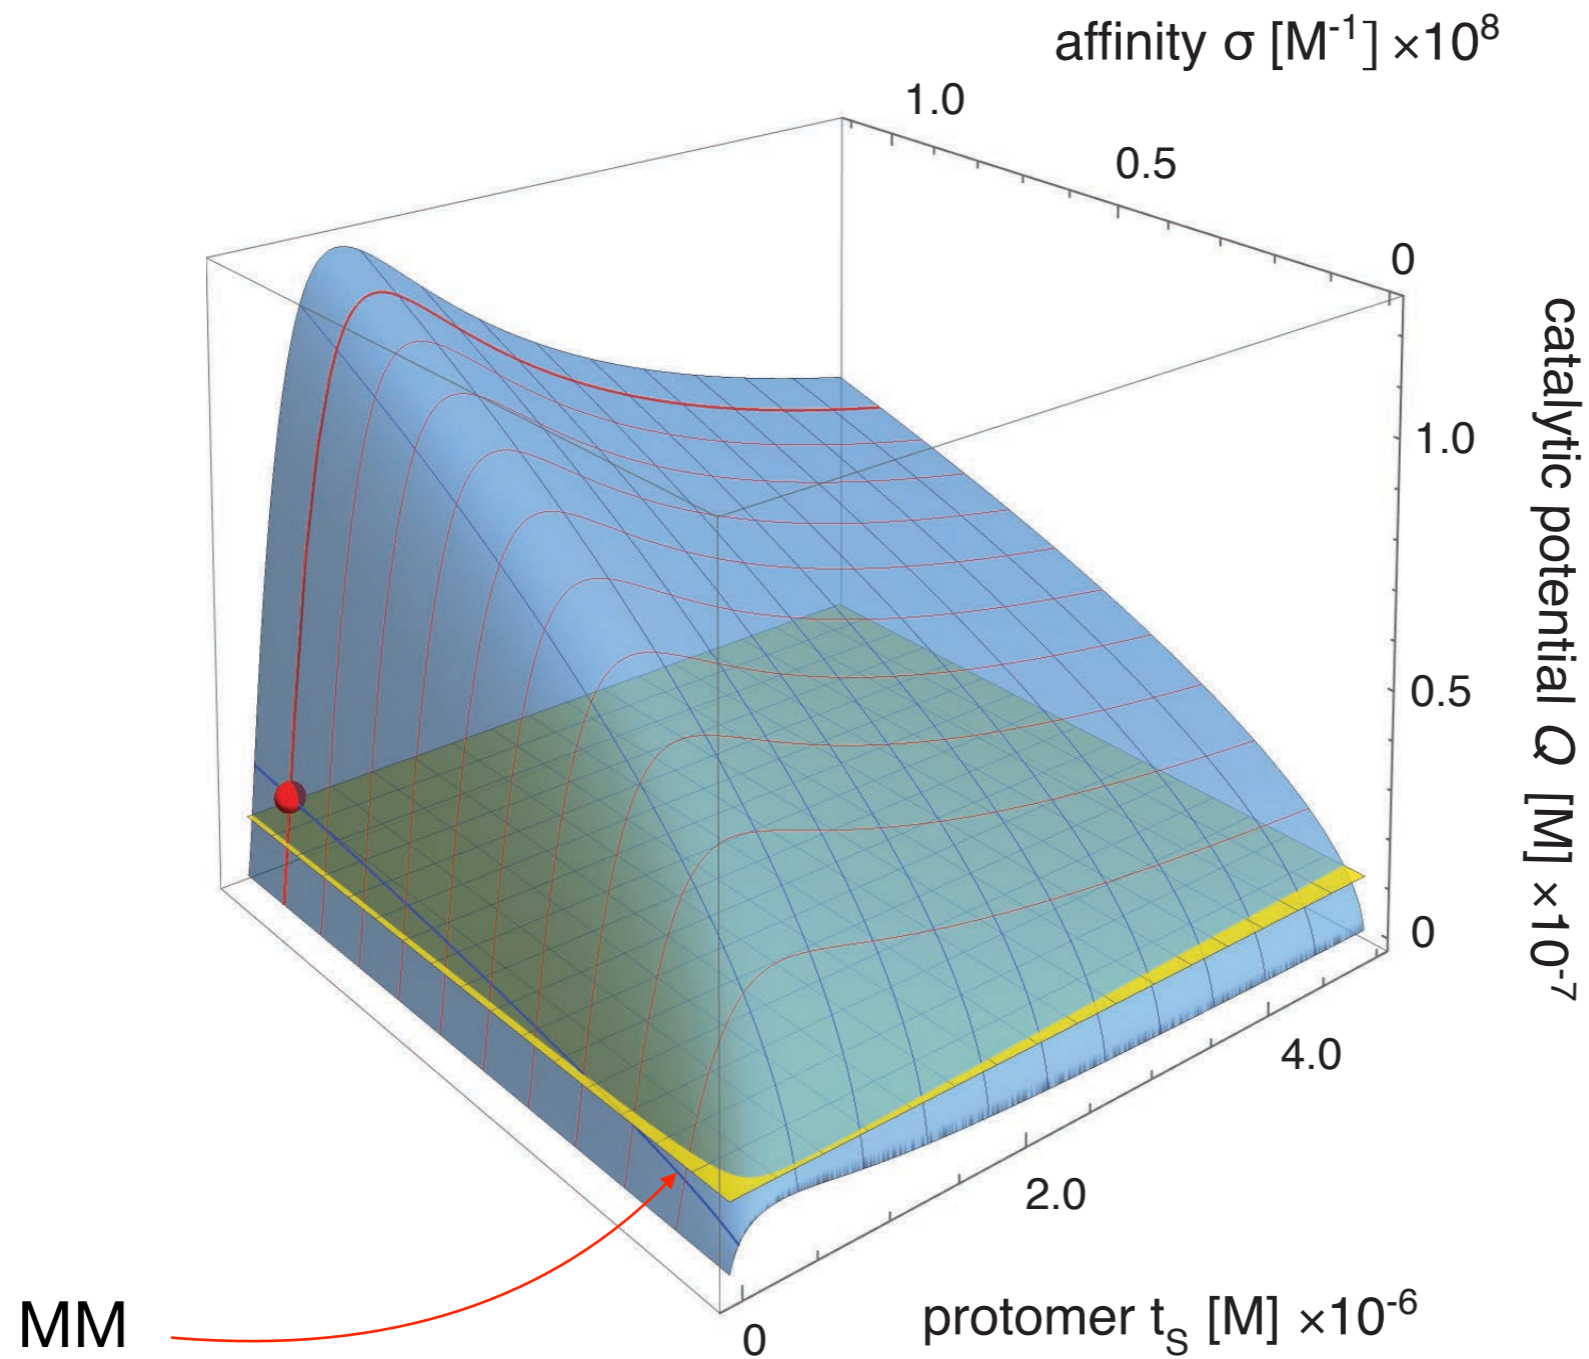 affinity σ [M⁻¹] ×10⁸
1.0
0.5
0
catalytic potential Q [M] ×10⁻⁷
1.0
0.5
0
4.0
2.0
0
protomer tₛ [M] ×10⁻⁶
MM